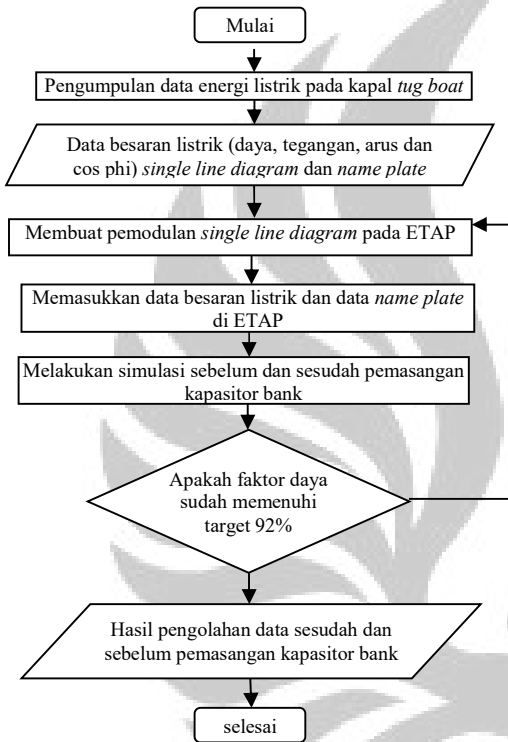 Mulai
Pengumpulan data energi listrik pada kapal tug boat
Data besaran listrik (daya, tegangan, arus dan
cos phi) single line diagram dan name plate
Membuat pemodulan single line diagram pada ETAP
Memasukkan data besaran listrik dan data name plate
di ETAP
Melakukan simulasi sebelum dan sesudah pemasangan
kapasitor bank
Apakah faktor daya
sudah memenuhi
target 92%
Hasil pengolahan data sesudah dan
sebelum pemasangan kapasitor bank
selesai